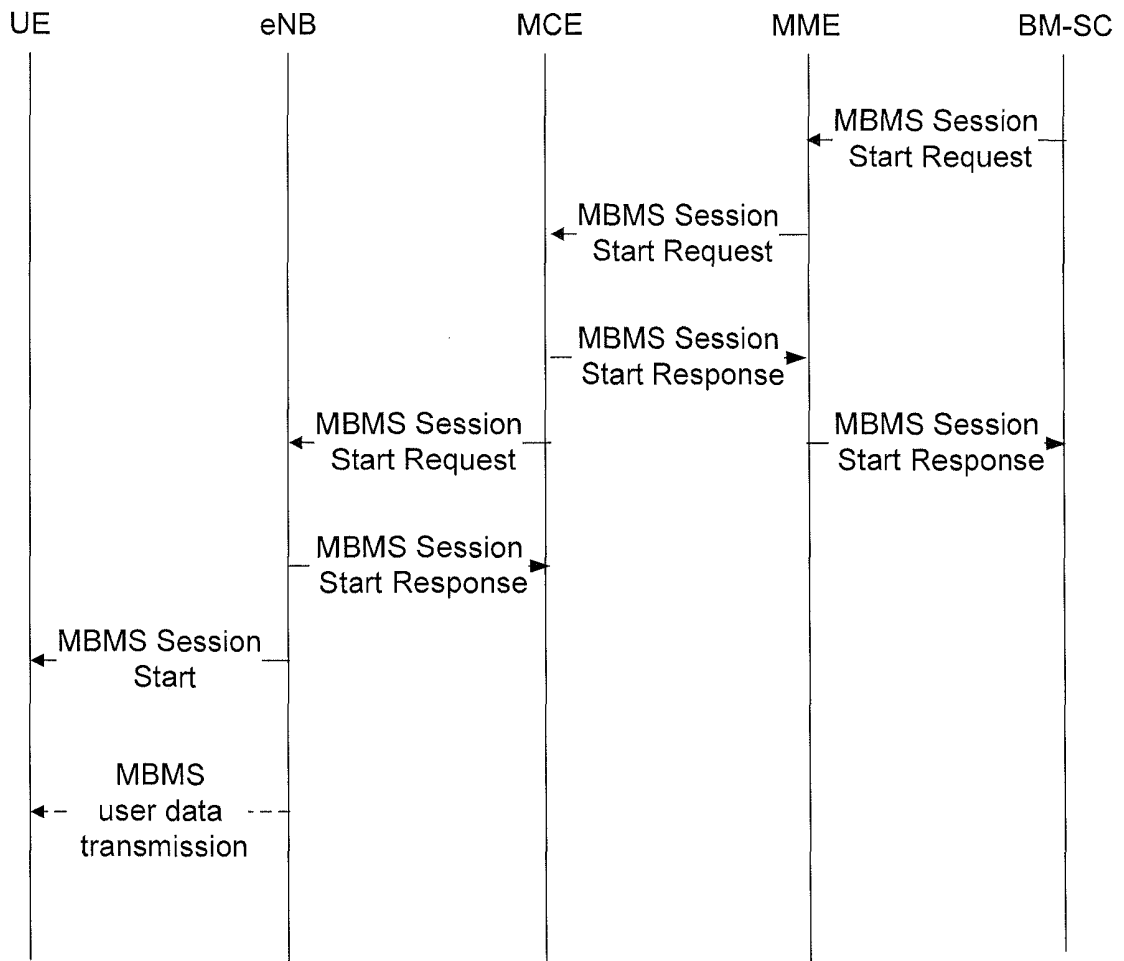 UE eNB MCE MME BM-SC
MBMS Session
Start Request
MBMS Session
Start Request
MBMS Session
Start Response
MBMS Session
Start Request
MBMS Session
Start Response
MBMS Session
Start Response
MBMS Session
Start
MBMS
user data
transmission